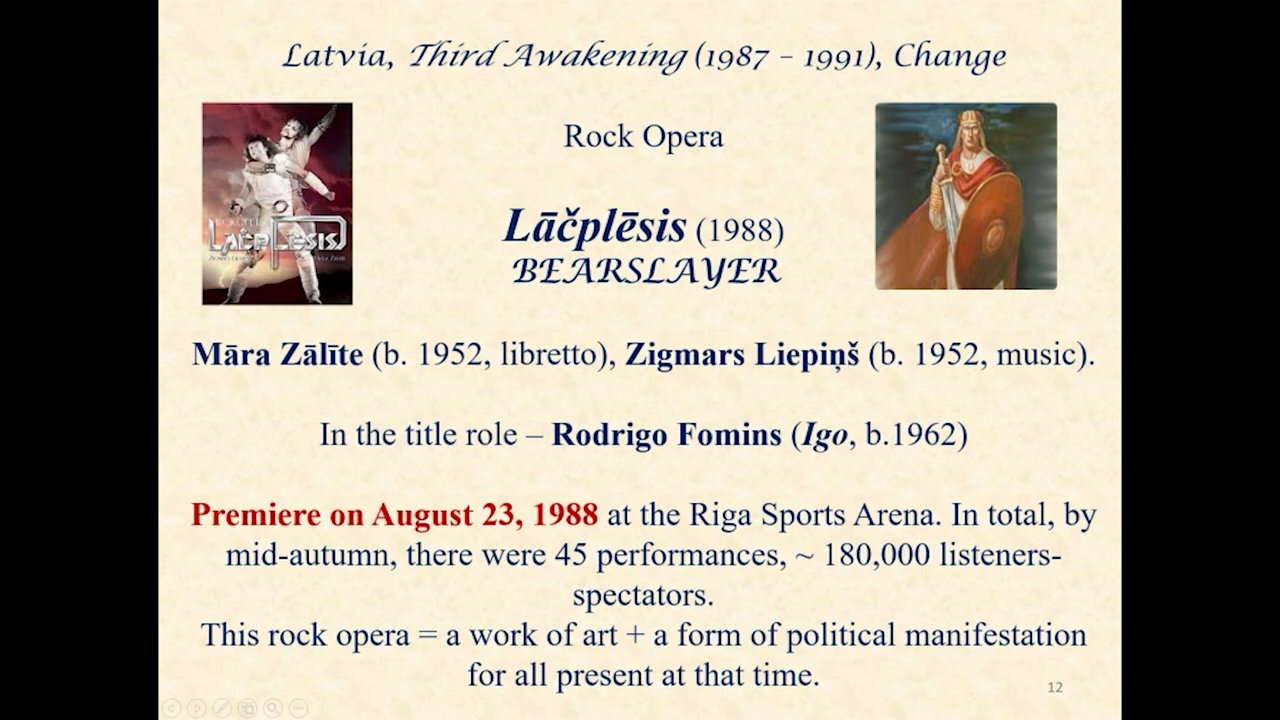 Latvia, Third Awakening (1987 – 1991), Change
Rock Opera
Lāčplēsis (1988)
BEARSLAYER
LĀČPLĒSIS
Māra Zālīte (b. 1952, libretto), Zigmars Liepiņš (b. 1952, music).
In the title role – Rodrigo Fomins (Igo, b.1962)
Premiere on August 23, 1988 at the Riga Sports Arena. In total, by
mid-autumn, there were 45 performances, ~ 180,000 listeners-
spectators.
This rock opera = a work of art + a form of political manifestation
for all present at that time.
12